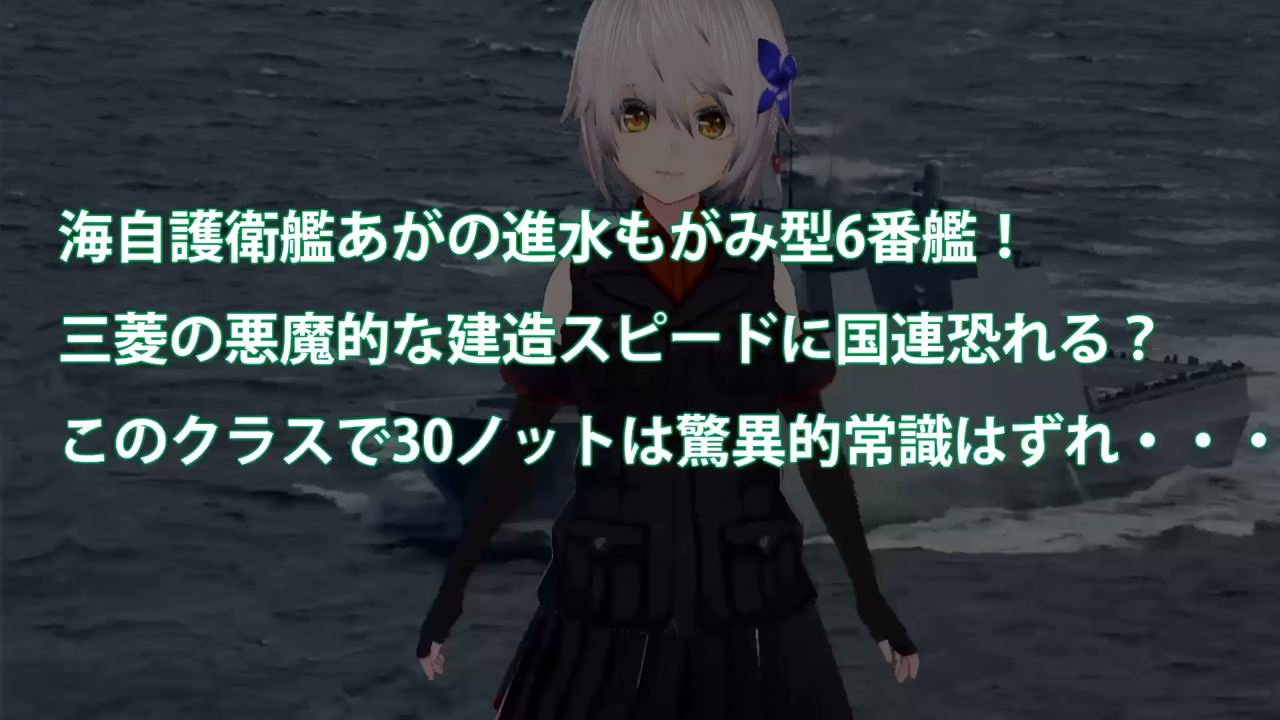 海自護衛艦あがの進水もがみ型6番艦！
三菱の悪魔的な建造スピードに国連恐れる？
このクラスで30ノットは驚異的常識はずれ・・・